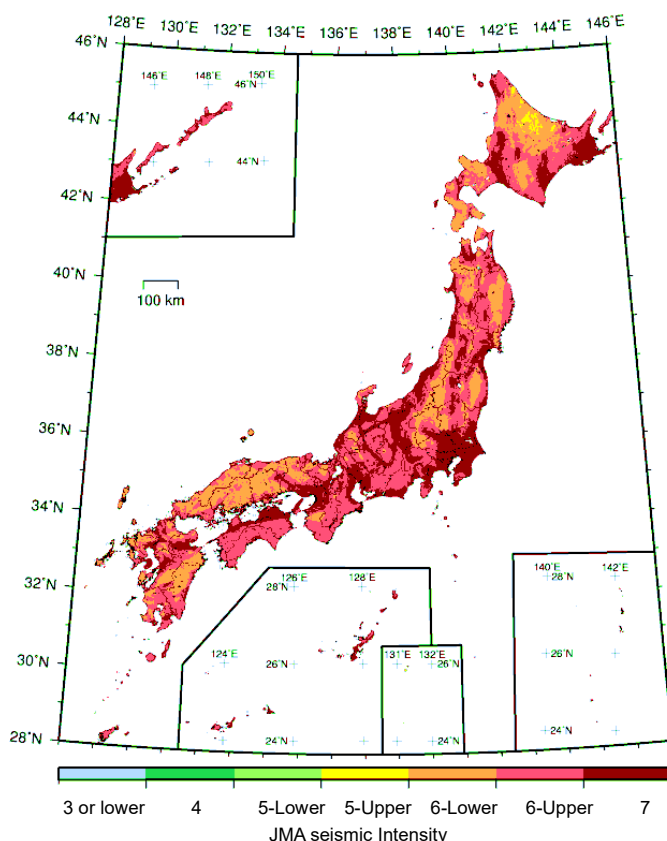 128˚E 130˚E 132˚E 134˚E 136˚E 138˚E 140˚E 142˚E 144˚E 146˚E
46˚N
146˚E 148˚E 150˚E
46˚N
44˚N
44˚N
42˚N
40˚N
100 km
38˚N
36˚N
34˚N
32˚N
126˚E 128˚E
28˚N
140˚E 142˚E
28˚N
30˚N
124˚E
26˚N
131˚E 132˚E
26˚N
26˚N
28˚N
24˚N
24˚N
24˚N
3 or lower 4 5-Lower 5-Upper 6-Lower 6-Upper 7
JMA seismic Intensity